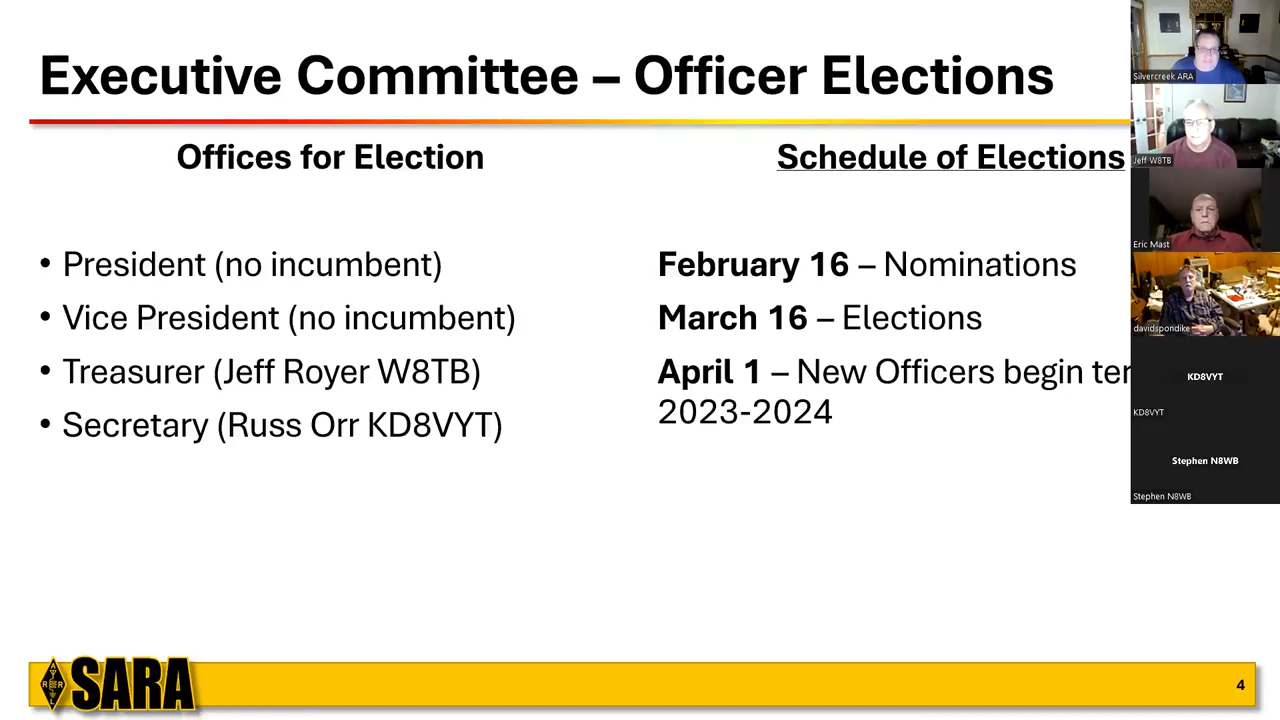 Executive Committee – Officer Elections
Offices for Election
• President (no incumbent)
• Vice President (no incumbent)
• Treasurer (Jeff Royer W8TB)
• Secretary (Russ Orr KD8VYT)
Schedule of Elections
February 16 – Nominations
March 16 – Elections
April 1 – New Officers begin ter
2023-2024
Silvercreek ARA
Jeff W8TB
Eric Mast
davidspondike
KD8VYT
KD8VYT
Stephen N8WB
Stephen N8WB
A
R R
L
SARA
4